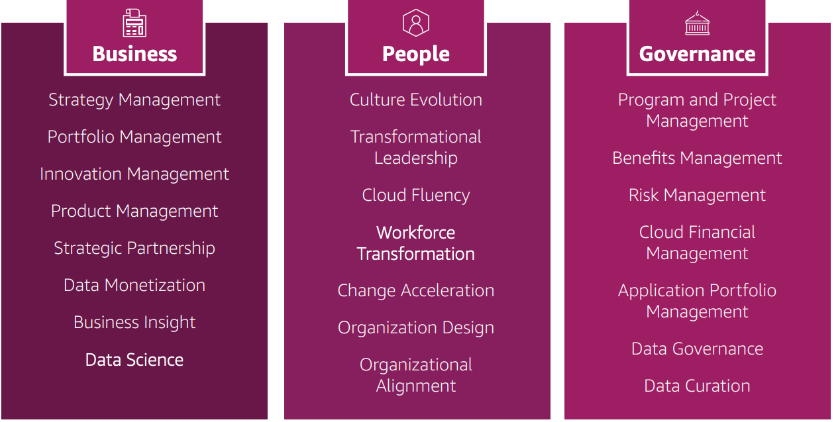 Business
Strategy Management
Portfolio Management
Innovation Management
Product Management
Strategic Partnership
Data Monetization
Business Insight
Data Science
People
Culture Evolution
Transformational
Leadership
Cloud Fluency
Workforce
Transformation
Change Acceleration
Organization Design
Organizational
Alignment
Governance
Program and Project
Management
Benefits Management
Risk Management
Cloud Financial
Management
Application Portfolio
Management
Data Governance
Data Curation